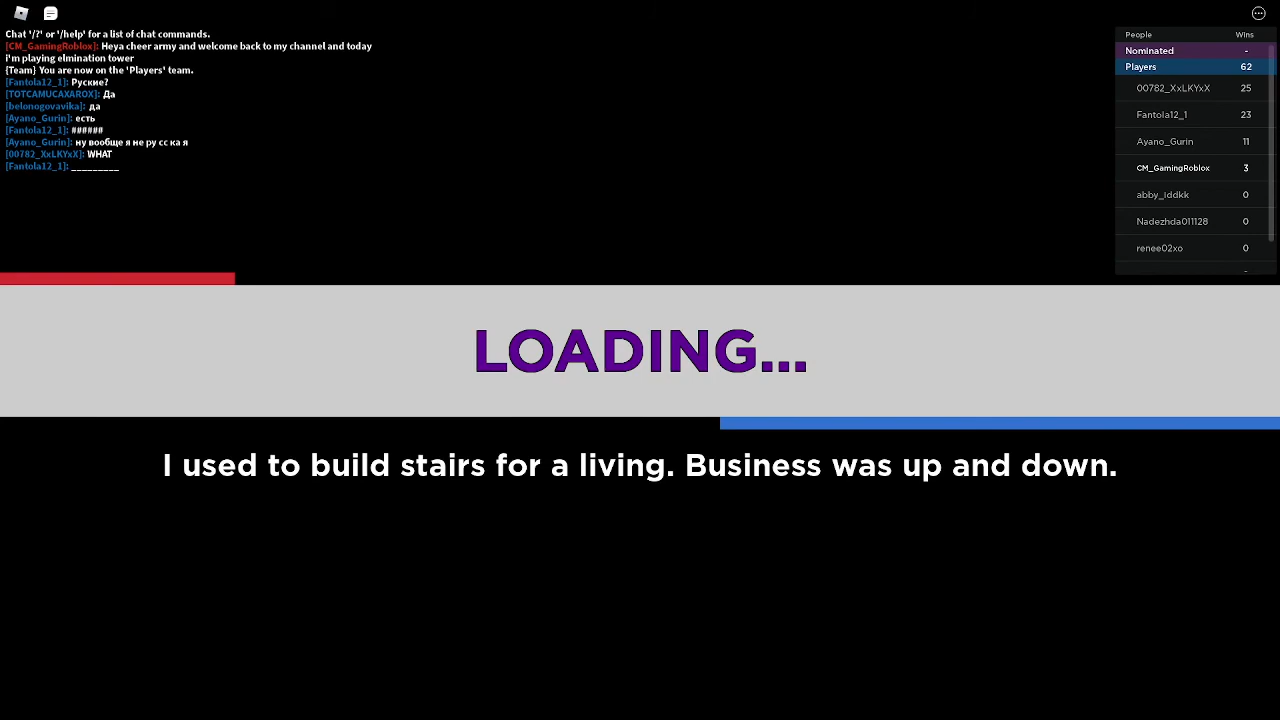 Chat '/?' or '/help' for a list of chat commands.
[CM_GamingRoblox]: Heya cheer army and welcome back to my channel and today
i'm playing elmination tower
{Team} You are now on the 'Players' team.
[Fantola12_1]: Руские?
[TOTCAMUCAXAROX]: Да
[belonogovavika]: да
[Ayano_Gurin]: есть
[Fantola12_1]: ######
[Ayano_Gurin]: ну вообще я не ру сс ка я
[00782_XxLKYxX]: WHAT
[Fantola12_1]: _________
People Wins
Nominated -
Players 62
00782_XxLKYxX 25
Fantola12_1 23
Ayano_Gurin 11
CM_GamingRoblox 3
abby_iddkk 0
Nadezhda011128 0
renee02xo 0
LOADING...
I used to build stairs for a living. Business was up and down.